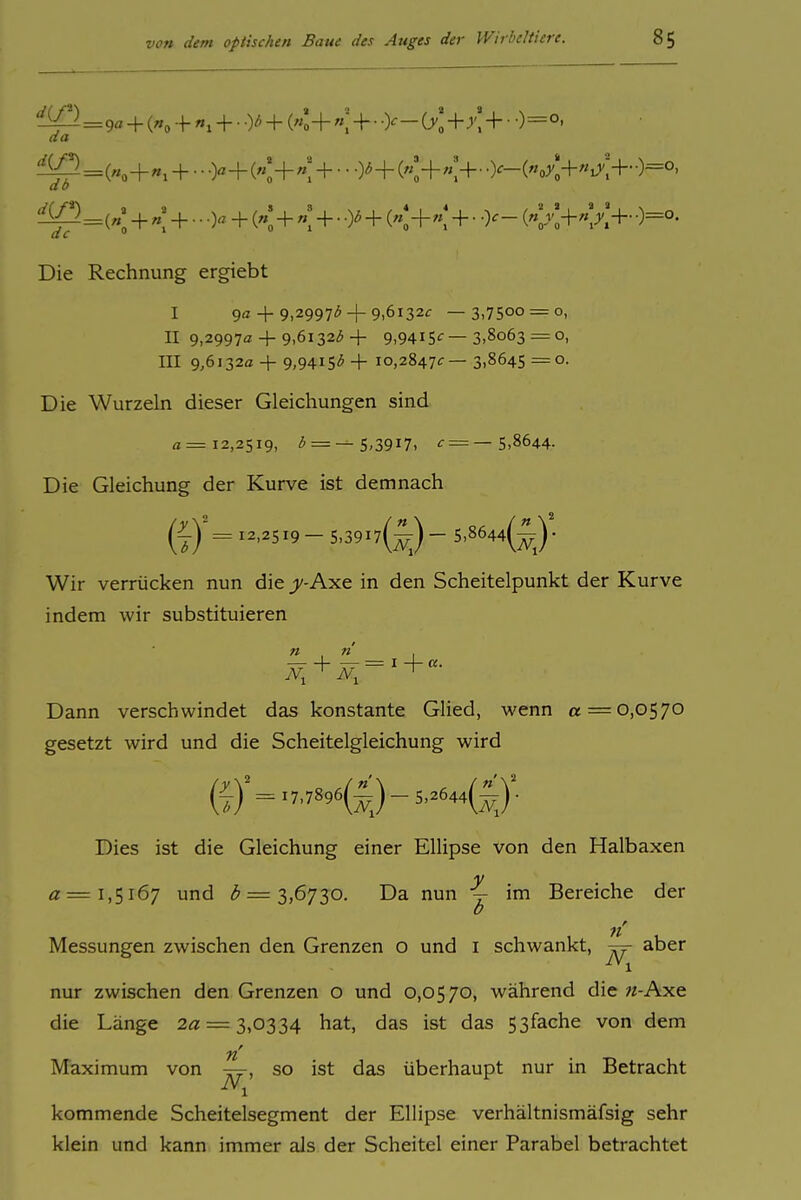 von dem optischen Baue des Auges der Wirbeltiere. 85
d(f²)/da = 9a + (n₀ + n₁ + ··)b + (n₀² + n₁² + ··)c — (y₀² + y₁² + ··) = 0,
d(f²)/db = (n₀ + n₁ + ···)a + (n₀² + n₁² + ···)b + (n₀³ + n₁³ + ··)c — (n₀y₀² + n₁y₁² + ··) = 0,
d(f²)/dc = (n₀² + n₁² + ···)a + (n₀³ + n₁³ + ··)b + (n₀⁴ + n₁⁴ + ··)c — (n₀²y₀² + n₁²y₁² + ··) = 0.
Die Rechnung ergiebt
I 9a + 9,2997b + 9,6132c — 3,7500 = 0,
II 9,2997a + 9,6132b + 9,9415c — 3,8063 = 0,
III 9,6132a + 9,9415b + 10,2847c — 3,8645 = 0.
Die Wurzeln dieser Gleichungen sind
a = 12,2519, b = — 5,3917, c = — 5,8644.
Die Gleichung der Kurve ist demnach
(y/b)² = 12,2519 — 5,3917(n/N₁) — 5,8644(n/N₁)².
Wir verrücken nun die y-Axe in den Scheitelpunkt der Kurve
indem wir substituieren
n/N₁ + n′/N₁ = 1 + α.
Dann verschwindet das konstante Glied, wenn α = 0,0570
gesetzt wird und die Scheitelgleichung wird
(y/b)² = 17,7896(n′/N₁) — 5,2644(n′/N₁)².
Dies ist die Gleichung einer Ellipse von den Halbaxen
a = 1,5167 und b = 3,6730. Da nun y/b im Bereiche der
Messungen zwischen den Grenzen 0 und 1 schwankt, n′/N₁ aber
nur zwischen den Grenzen 0 und 0,0570, während die n-Axe
die Länge 2a = 3,0334 hat, das ist das 53fache von dem
Maximum von n′/N₁, so ist das überhaupt nur in Betracht
kommende Scheitelsegment der Ellipse verhältnismäfsig sehr
klein und kann immer als der Scheitel einer Parabel betrachtet